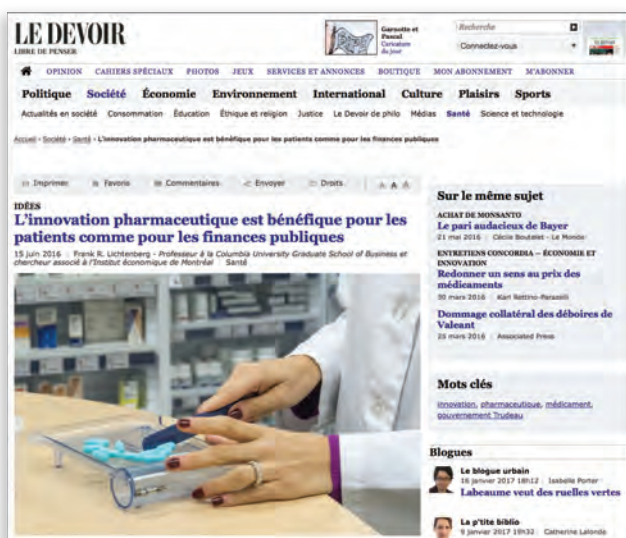 LE DEVOIR
LIBRE DE PENSER
Garnotte et
Pascal
Caricature
du jour
Recherche
Connectez-vous
OPINION CAHIERS SPÉCIAUX PHOTOS JEUX SERVICES ET ANNONCES BOUTIQUE MON ABONNEMENT M'ABONNER
Politique Société Économie Environnement International Culture Plaisirs Sports
Actualités en société Consommation Éducation Éthique et religion Justice Le Devoir de philo Médias Santé Science et technologie
Accueil › Société › Santé › L'innovation pharmaceutique est bénéfique pour les patients comme pour les finances publiques
Imprimer Favoris Commentaires Envoyer Droits A A A
IDÉES
L'innovation pharmaceutique est bénéfique pour les
patients comme pour les finances publiques
15 juin 2016 | Frank R. Lichtenberg - Professeur à la Columbia University Graduate School of Business et
chercheur associé à l'Institut économique de Montréal | Santé
Sur le même sujet
ACHAT DE MONSANTO
Le pari audacieux de Bayer
21 mai 2016 | Cécile Boutelet - Le Monde
ENTRETIENS CONCORDIA — ÉCONOMIE ET
INNOVATION
Redonner un sens au prix des
médicaments
30 mars 2016 | Karl Rettino-Parazelli
Dommage collatéral des déboires de
Valeant
25 mars 2016 | Associated Press
Mots clés
innovation, pharmaceutique, médicament,
gouvernement Trudeau
Blogues
Le blogue urbain
16 janvier 2017 18h12 | Isabelle Porter
Labeaume veut des ruelles vertes
La p'tite biblio
9 janvier 2017 19h32 | Catherine Lalonde